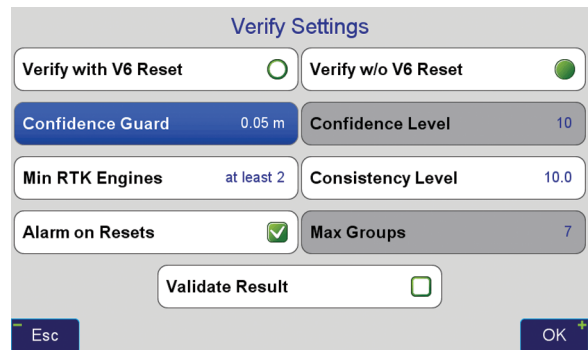 Verify Settings
Verify with V6 Reset
Verify w/o V6 Reset
Confidence Guard 0.05 m
Confidence Level 10
Min RTK Engines at least 2
Consistency Level 10.0
Alarm on Resets
Max Groups 7
Validate Result
- Esc
OK +